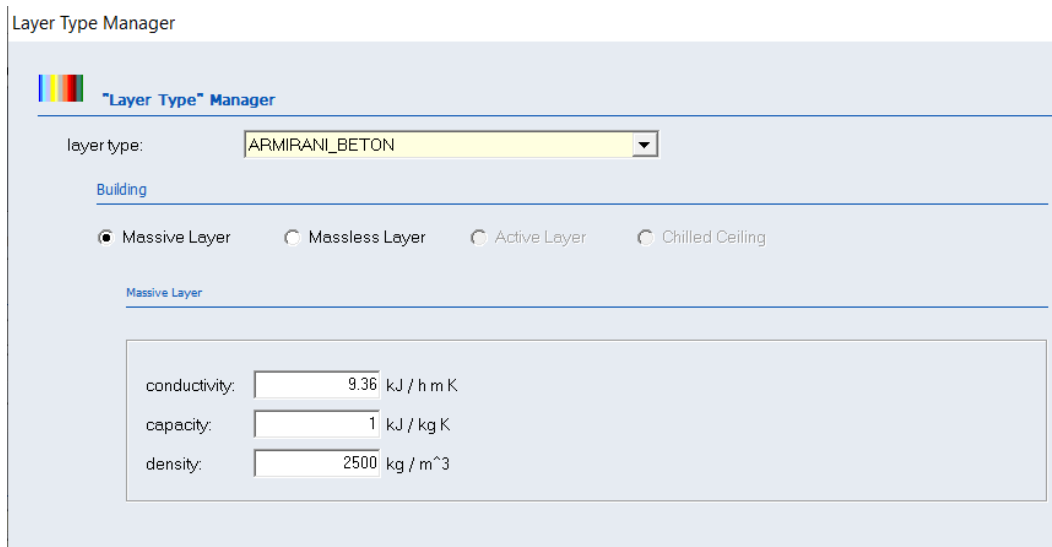 Layer Type Manager
"Layer Type" Manager
layer type: ARMIRANI_BETON
Building
Massive Layer Massless Layer Active Layer Chilled Ceiling
Massive Layer
conductivity: 9.36 kJ / h m K
capacity: 1 kJ / kg K
density: 2500 kg / m^3